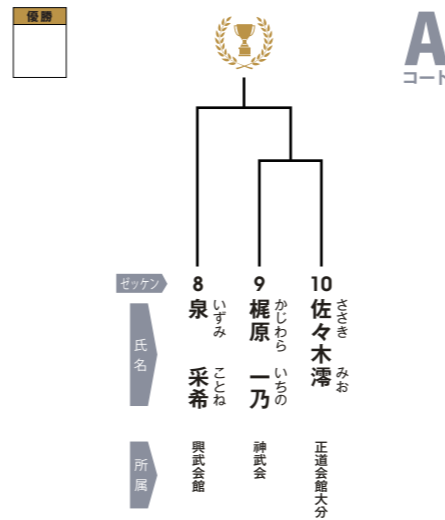 優勝
A
コート
ゼッケン
8
9
10
氏名
泉 采希
いずみ ことね
梶原 一乃
かじわら いちの
佐々木 澪
ささき みお
所属
興武会館
神武会
正道会館大分